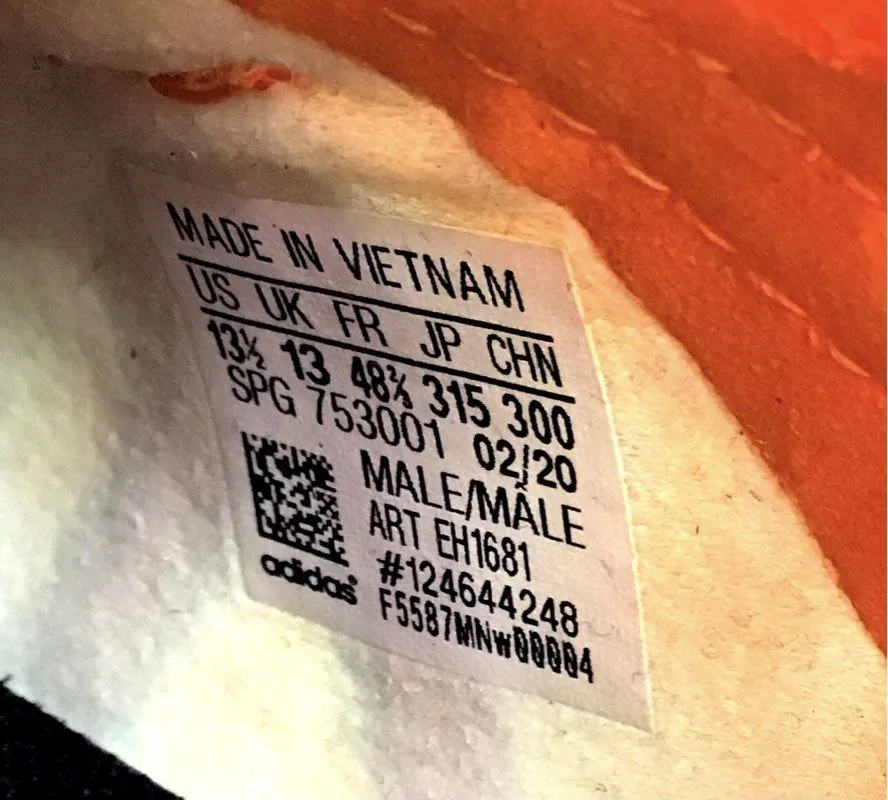 MADE IN VIETNAM
US UK FR JP CHN
13½ 13 48⅔ 315 300
SPG 753001 02/20
MALE/MÂLE
ART EH1681
#124644248
F5587MNW00004
adidas